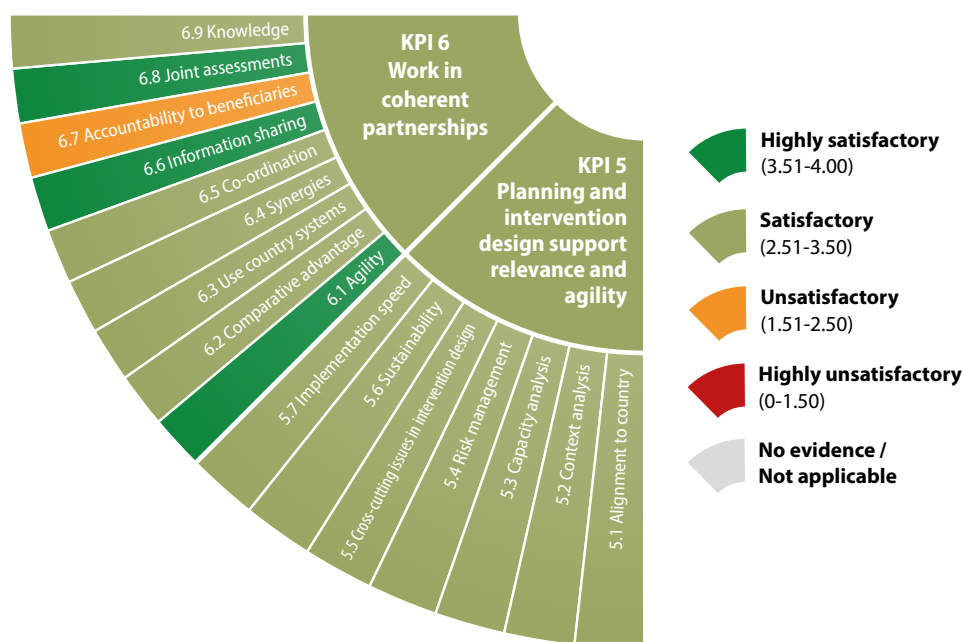 6.9 Knowledge
6.8 Joint assessments
6.7 Accountability to beneficiaries
6.6 Information sharing
6.5 Co-ordination
6.4 Synergies
6.3 Use country systems
6.2 Comparative advantage
6.1 Agility
KPI 6
Work in
coherent
partnerships
KPI 5
Planning and
intervention
design support
relevance and
agility
5.7 Implementation speed
5.6 Sustainability
5.5 Cross-cutting issues in intervention design
5.4 Risk management
5.3 Capacity analysis
5.2 Context analysis
5.1 Alignment to country
Highly satisfactory
(3.51-4.00)
Satisfactory
(2.51-3.50)
Unsatisfactory
(1.51-2.50)
Highly unsatisfactory
(0-1.50)
No evidence /
Not applicable